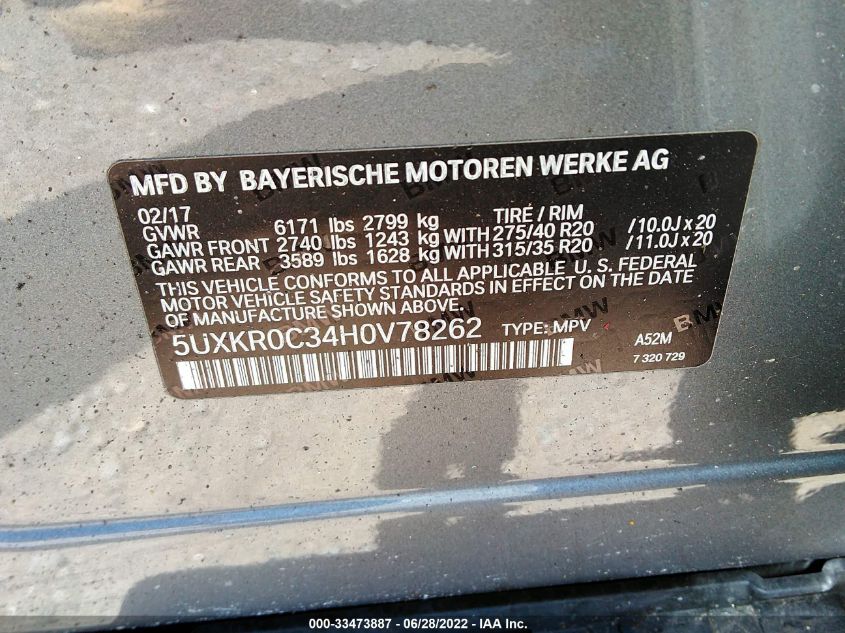 MFD BY BAYERISCHE MOTOREN WERKE AG
02/17 TIRE / RIM
GVWR 6171 lbs 2799 kg
GAWR FRONT 2740 lbs 1243 kg WITH 275/40 R20 / 10.0J x 20
GAWR REAR 3589 lbs 1628 kg WITH 315/35 R20 / 11.0J x 20
THIS VEHICLE CONFORMS TO ALL APPLICABLE U. S. FEDERAL
MOTOR VEHICLE SAFETY STANDARDS IN EFFECT ON THE DATE
OF MANUFACTURE SHOWN ABOVE.
5UXKR0C34H0V78262 TYPE: MPV A52M
7 320 729
000-33473887 - 06/28/2022 - IAA Inc.